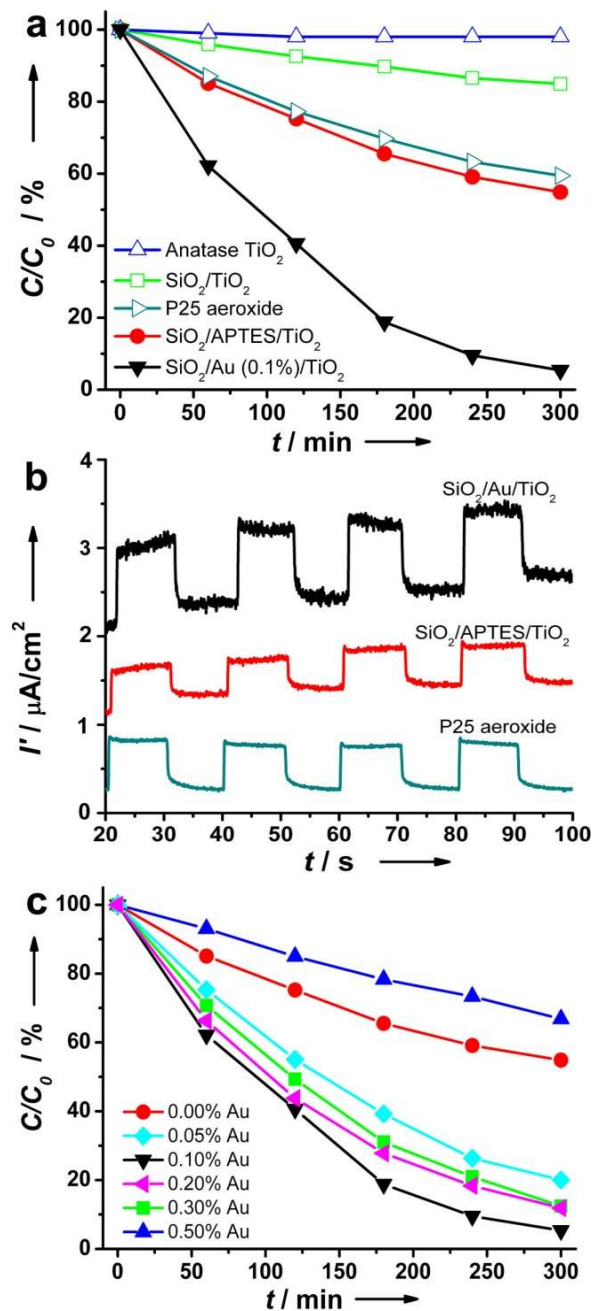 a
100
80
60
40
20
0
C/C₀ / %
Anatase TiO₂
SiO₂/TiO₂
P25 aeroxide
SiO₂/APTES/TiO₂
SiO₂/Au (0.1%)/TiO₂
0 50 100 150 200 250 300
t / min
b
4
3
2
1
0
I' / μA/cm²
SiO₂/Au/TiO₂
SiO₂/APTES/TiO₂
P25 aeroxide
20 30 40 50 60 70 80 90 100
t / s
c
100
80
60
40
20
0
C/C₀ / %
0.00% Au
0.05% Au
0.10% Au
0.20% Au
0.30% Au
0.50% Au
0 50 100 150 200 250 300
t / min